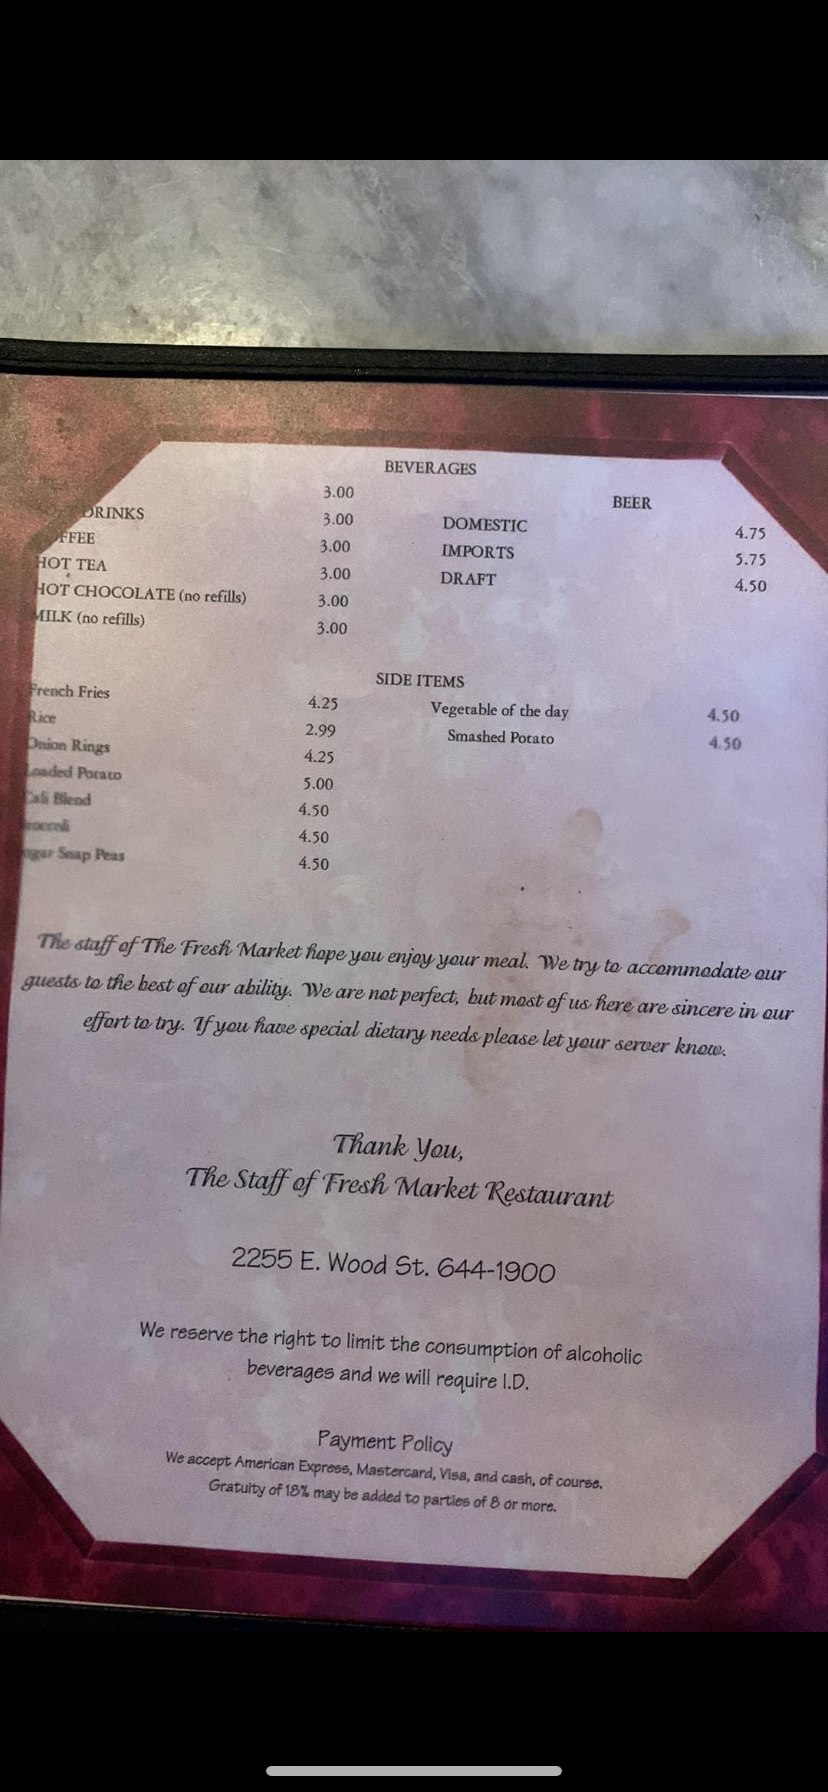 BEVERAGES
3.00
DRINKS 3.00
FFEE 3.00
HOT TEA 3.00
HOT CHOCOLATE (no refills) 3.00
MILK (no refills) 3.00
BEER
DOMESTIC 4.75
IMPORTS 5.75
DRAFT 4.50
SIDE ITEMS
French Fries 4.25
Rice 2.99
Onion Rings 4.25
Loaded Potato 5.00
Cali Blend 4.50
Broccoli 4.50
Sugar Snap Peas 4.50
Vegetable of the day 4.50
Smashed Potato 4.50
The staff of The Fresh Market hope you enjoy your meal. We try to accommodate our
guests to the best of our ability. We are not perfect, but most of us here are sincere in our
effort to try. If you have special dietary needs please let your server know.
Thank You,
The Staff of Fresh Market Restaurant
2255 E. Wood St. 644-1900
We reserve the right to limit the consumption of alcoholic
beverages and we will require I.D.
Payment Policy
We accept American Express, Mastercard, Visa, and cash, of course.
Gratuity of 18% may be added to parties of 8 or more.